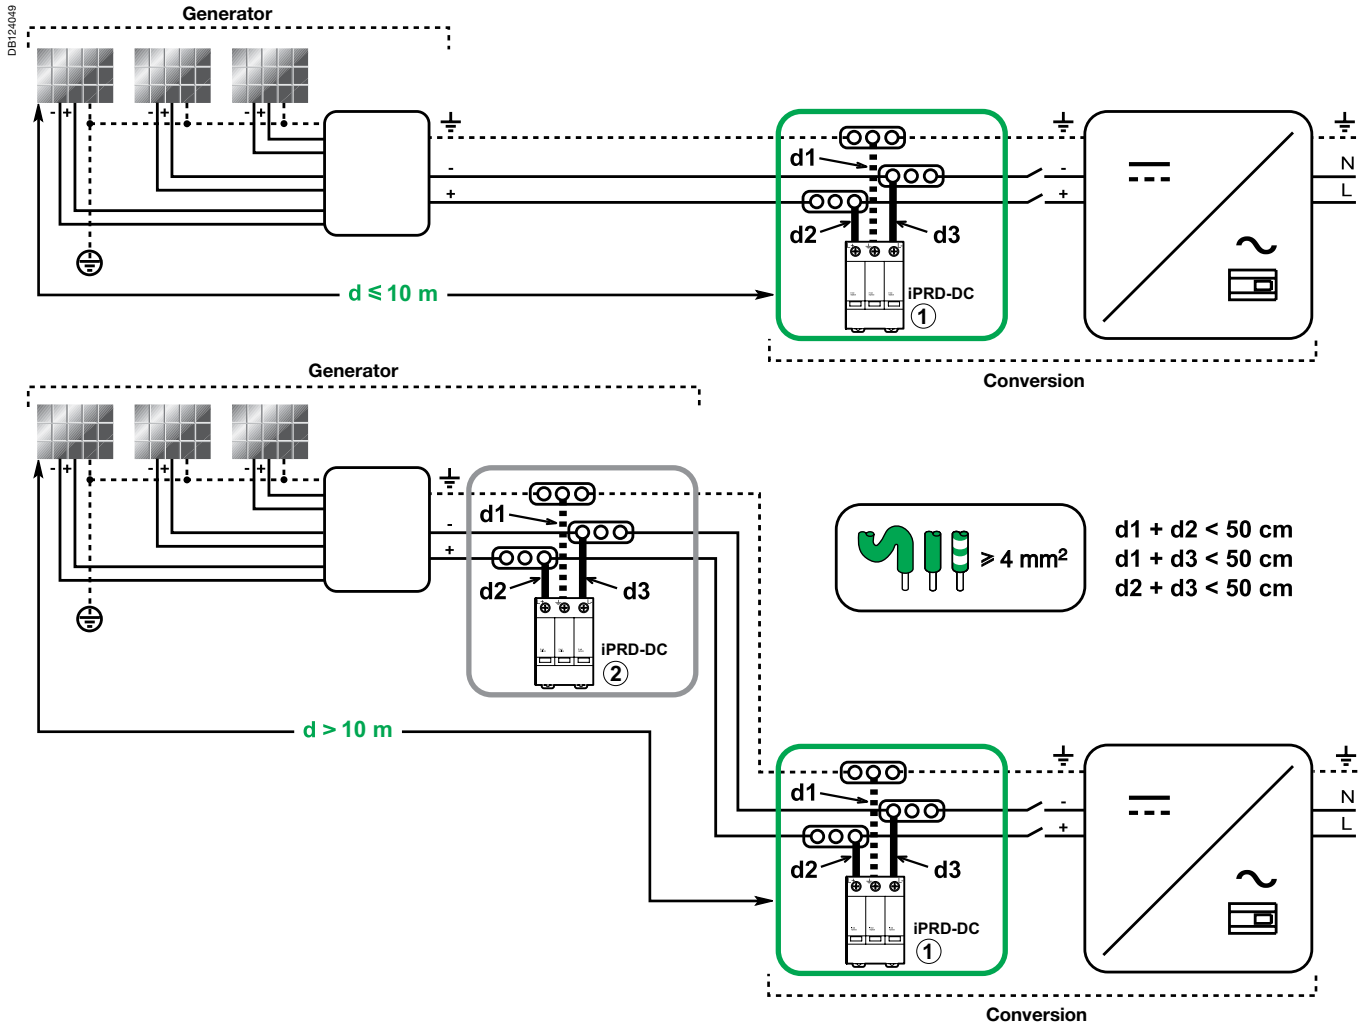 DB124049
Generator
- + - + - +
d1
-
-
N
+
+
L
d2
d3
iPRD-DC
1
d ≤ 10 m
Conversion
Generator
- + - + - +
d1
-
+
d2
d3
iPRD-DC
2
≥ 4 mm²
d1 + d2 < 50 cm
d1 + d3 < 50 cm
d2 + d3 < 50 cm
d > 10 m
d1
-
N
+
L
d2
d3
iPRD-DC
1
Conversion